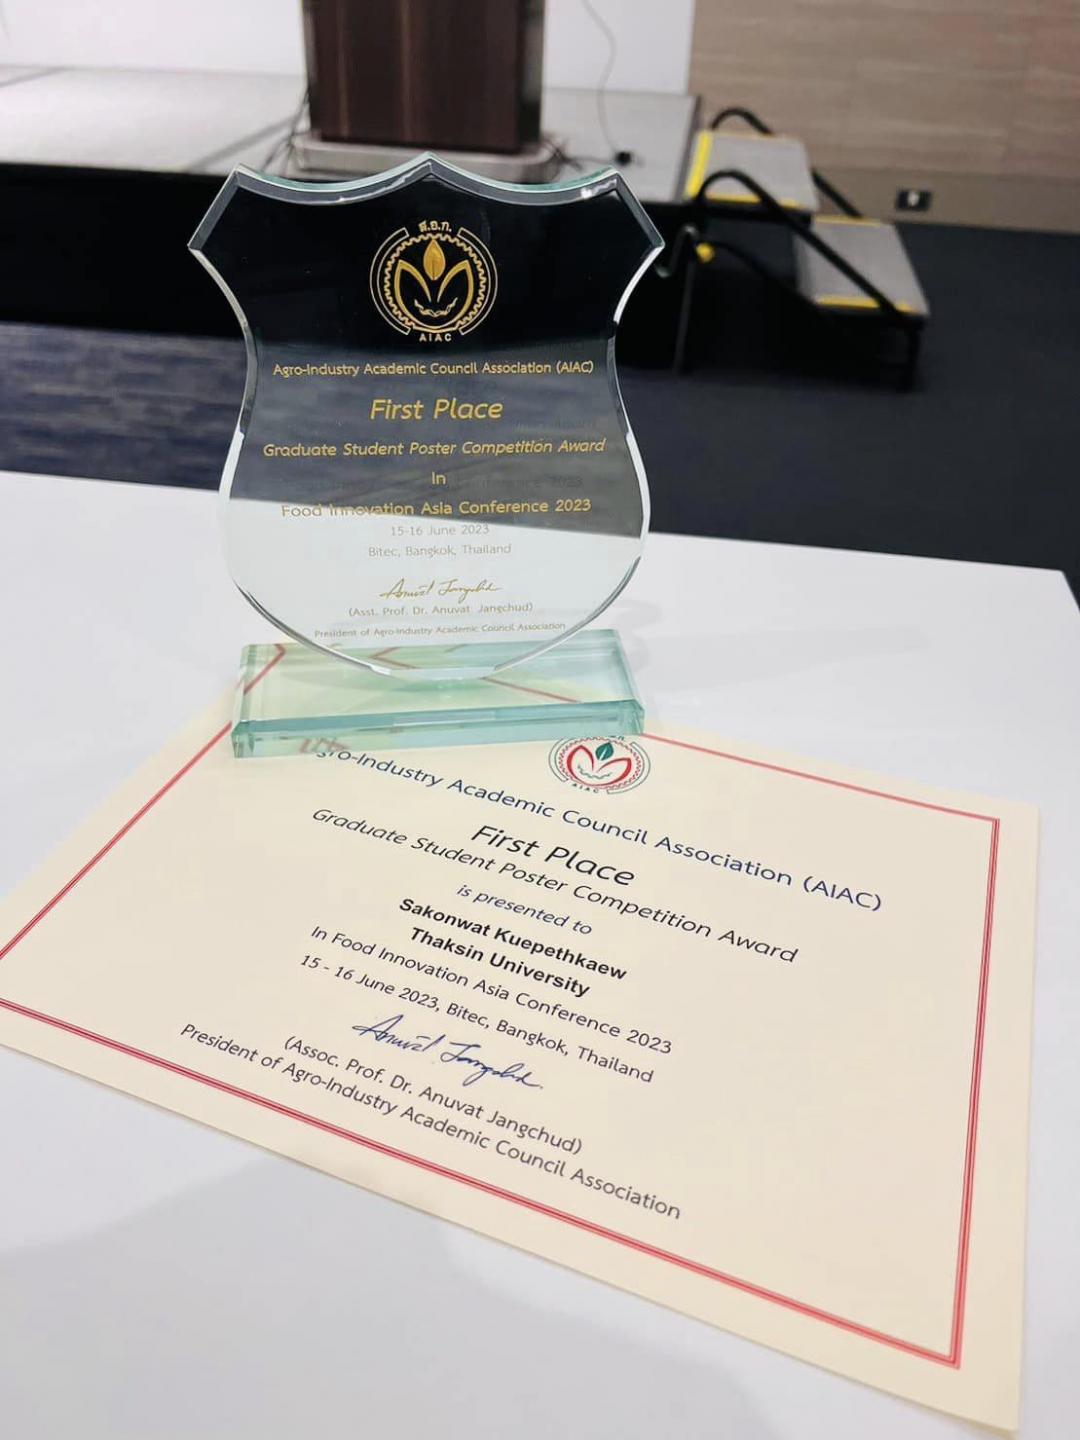 ส.อ.ก.
AIAC
Agro-Industry Academic Council Association (AIAC)
First Place
Graduate Student Poster Competition Award
In
Food Innovation Asia Conference 2023
15-16 June 2023
Bitec, Bangkok, Thailand
(Asst. Prof. Dr. Anuvat Jangchud)
President of Agro-Industry Academic Council Association
AIAC
Agro-Industry Academic Council Association (AIAC)
First Place
Graduate Student Poster Competition Award
is presented to
Sakonwat Kuepethkaew
Thaksin University
In Food Innovation Asia Conference 2023
15 - 16 June 2023, Bitec, Bangkok, Thailand
(Assoc. Prof. Dr. Anuvat Jangchud)
President of Agro-Industry Academic Council Association